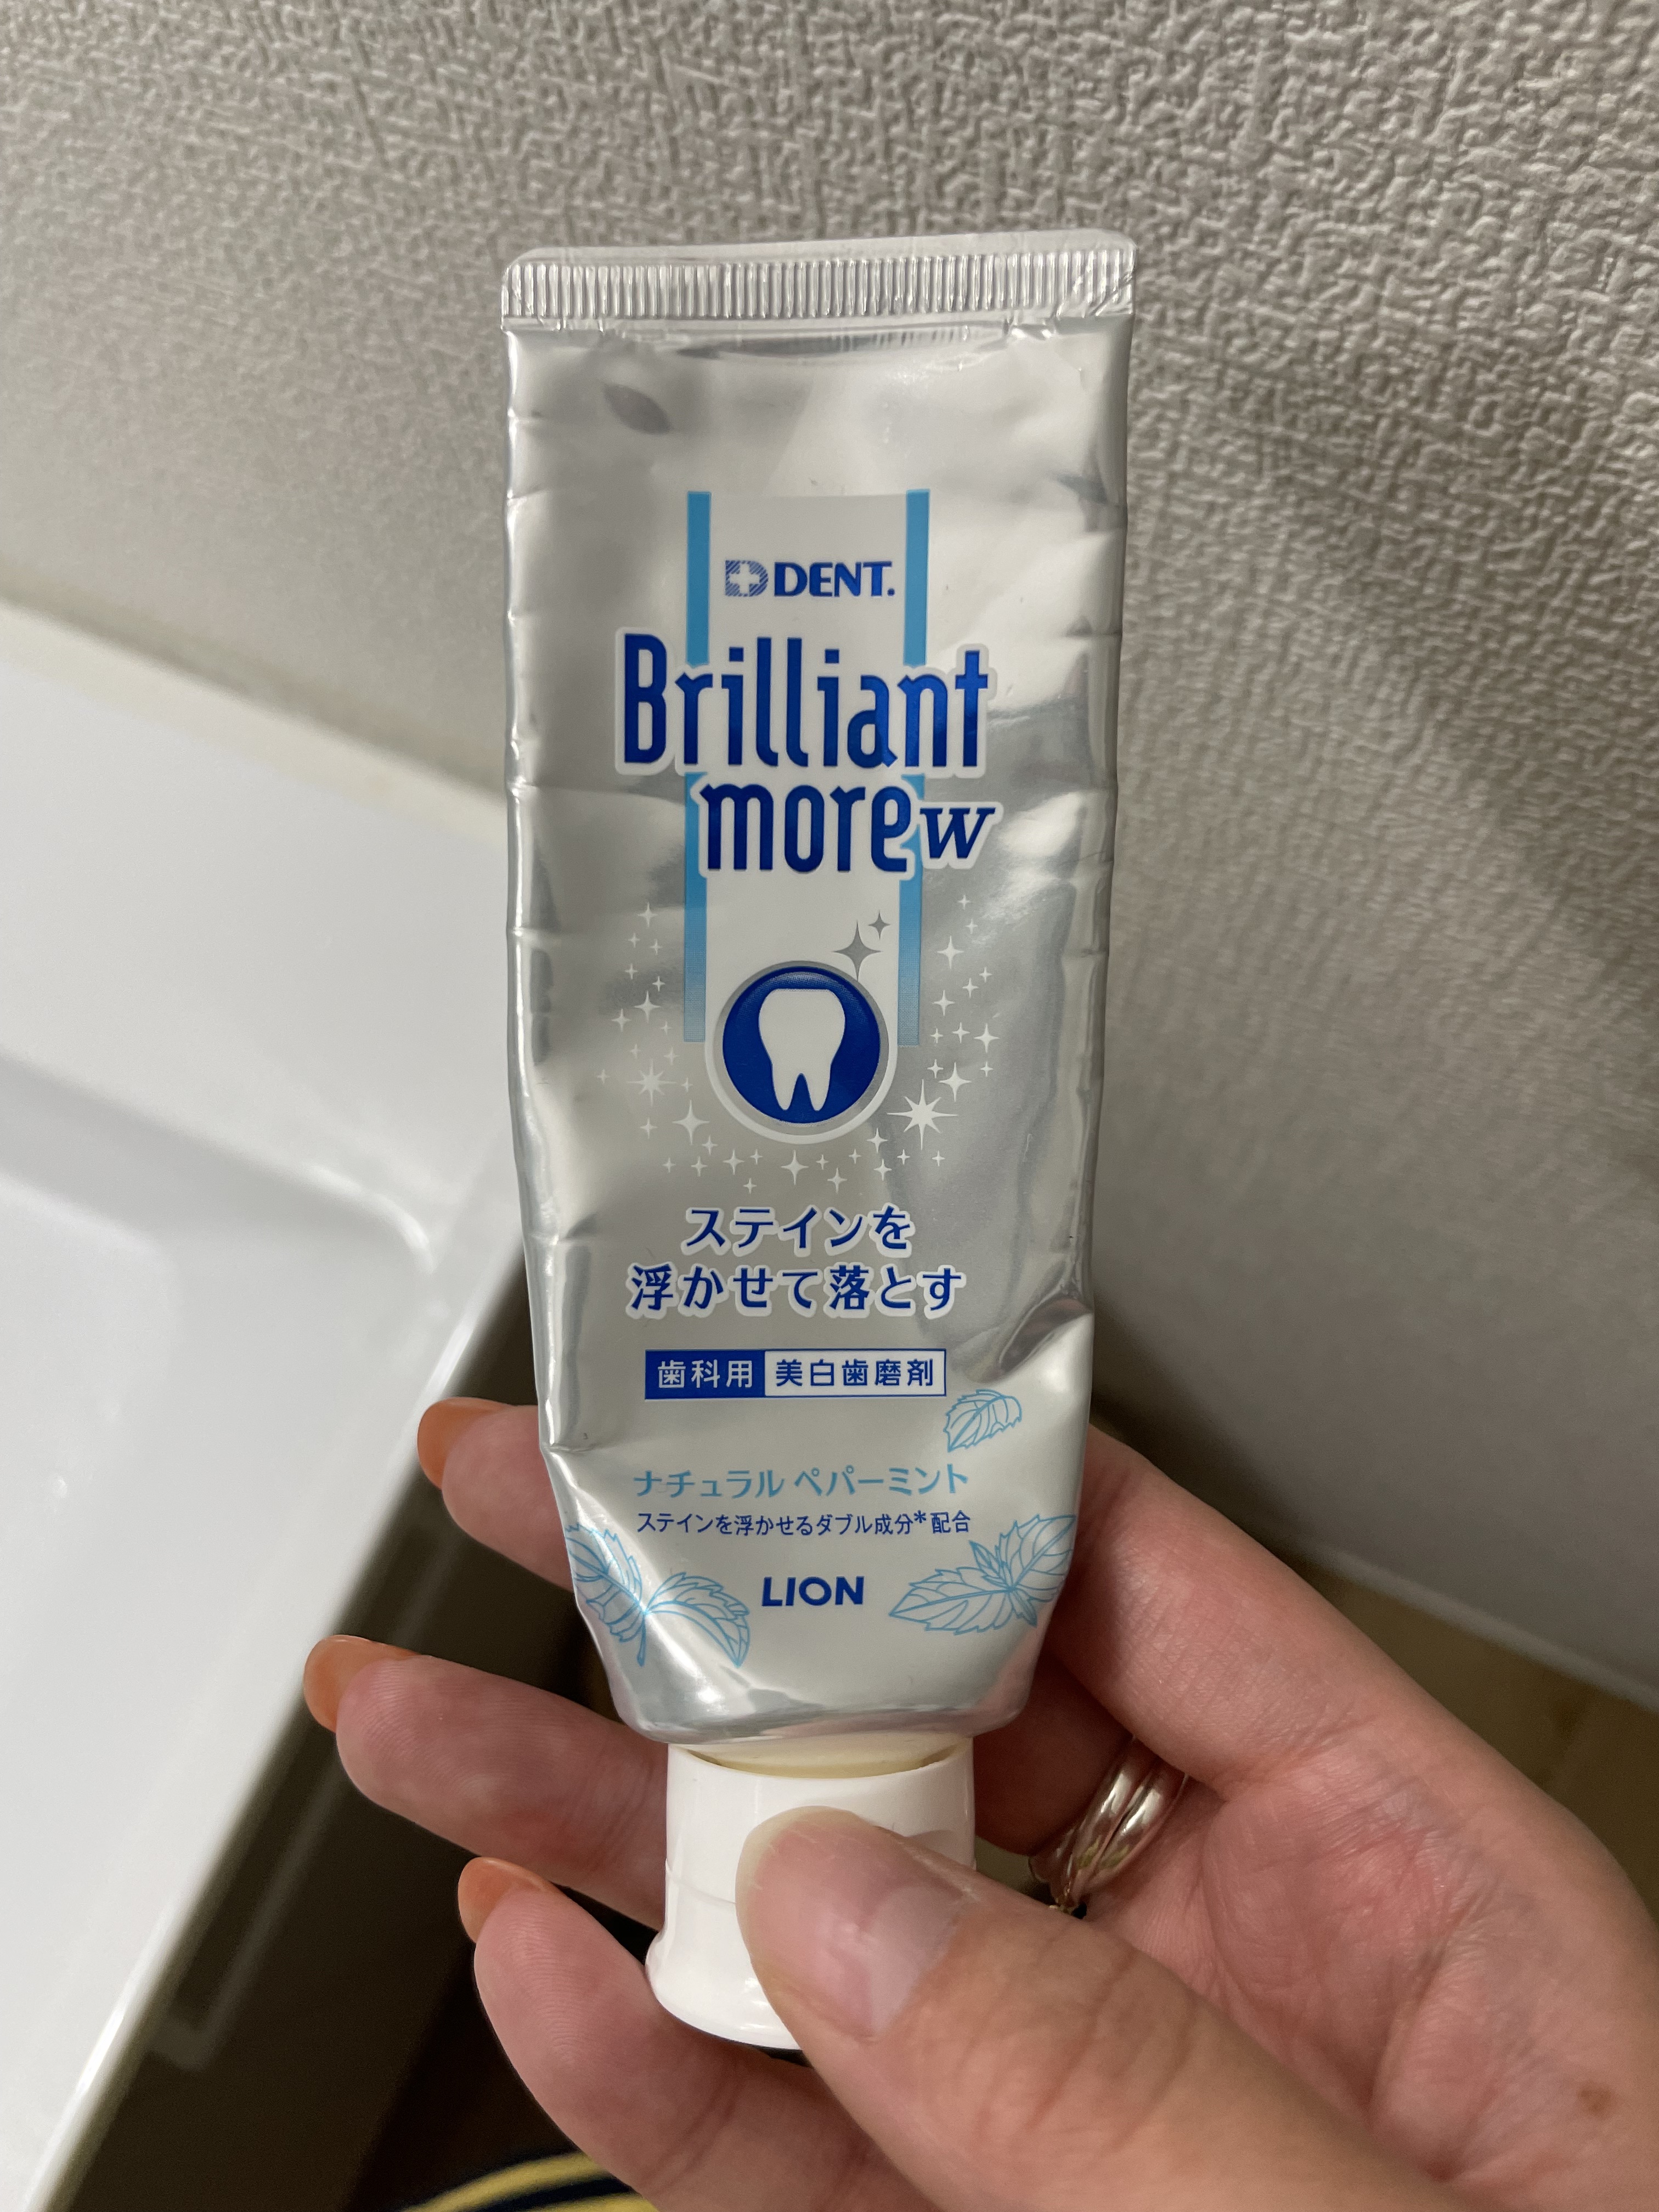 DENT.
Brilliant
more w
ステインを
浮かせて落とす
歯科用 美白歯磨剤
ナチュラル ペパーミント
ステインを浮かせるダブル成分*配合
LION